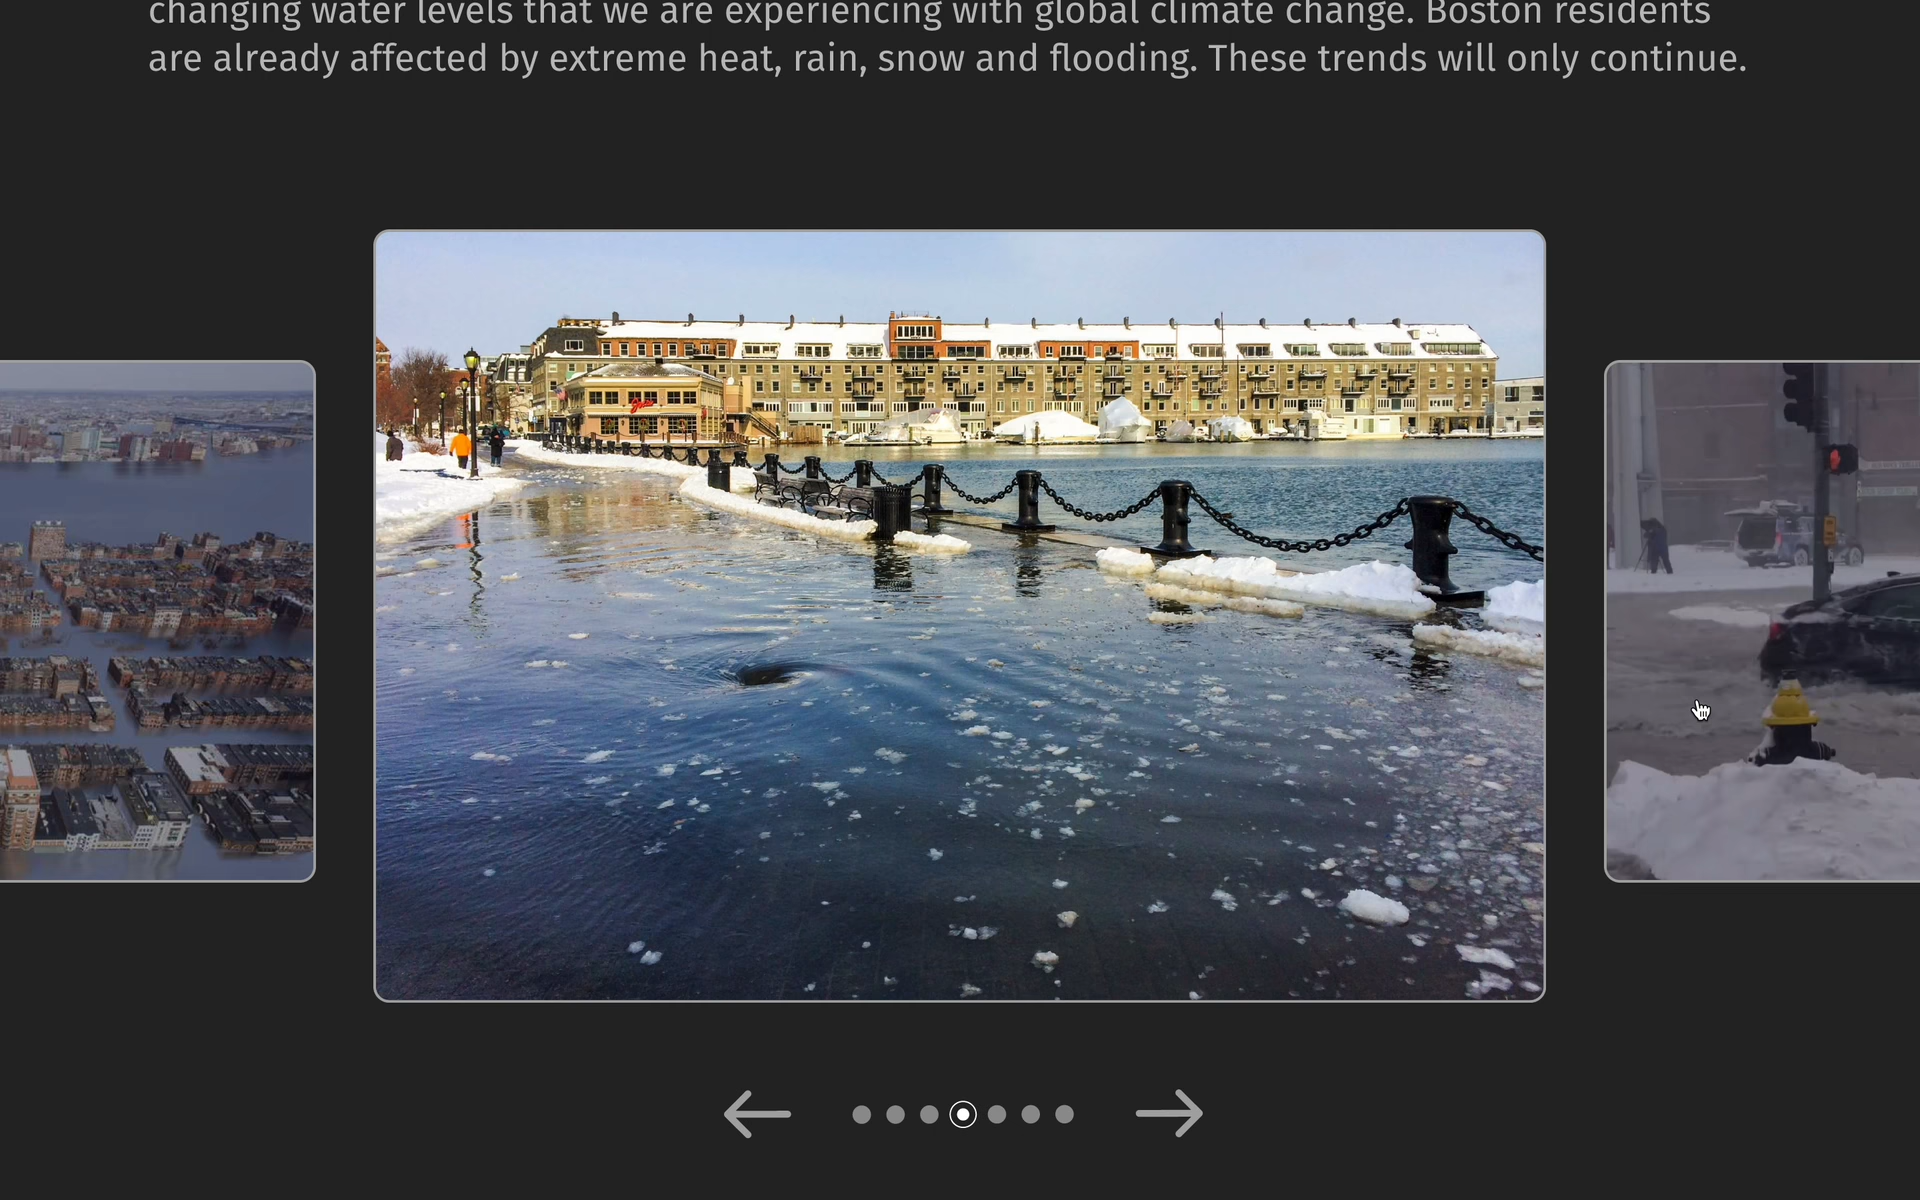 changing water levels that we are experiencing with global climate change. Boston residents
are already affected by extreme heat, rain, snow and flooding. These trends will only continue.
Joe's